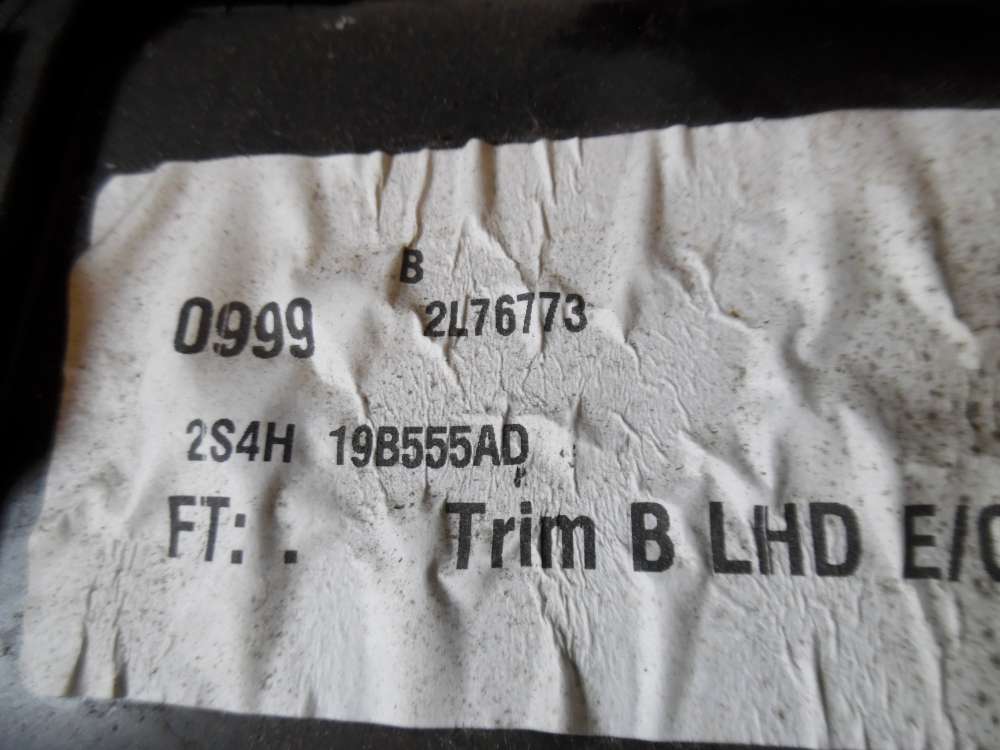 B
0999 2L76773
2S4H 19B555AD
FT: . Trim B LHD E/